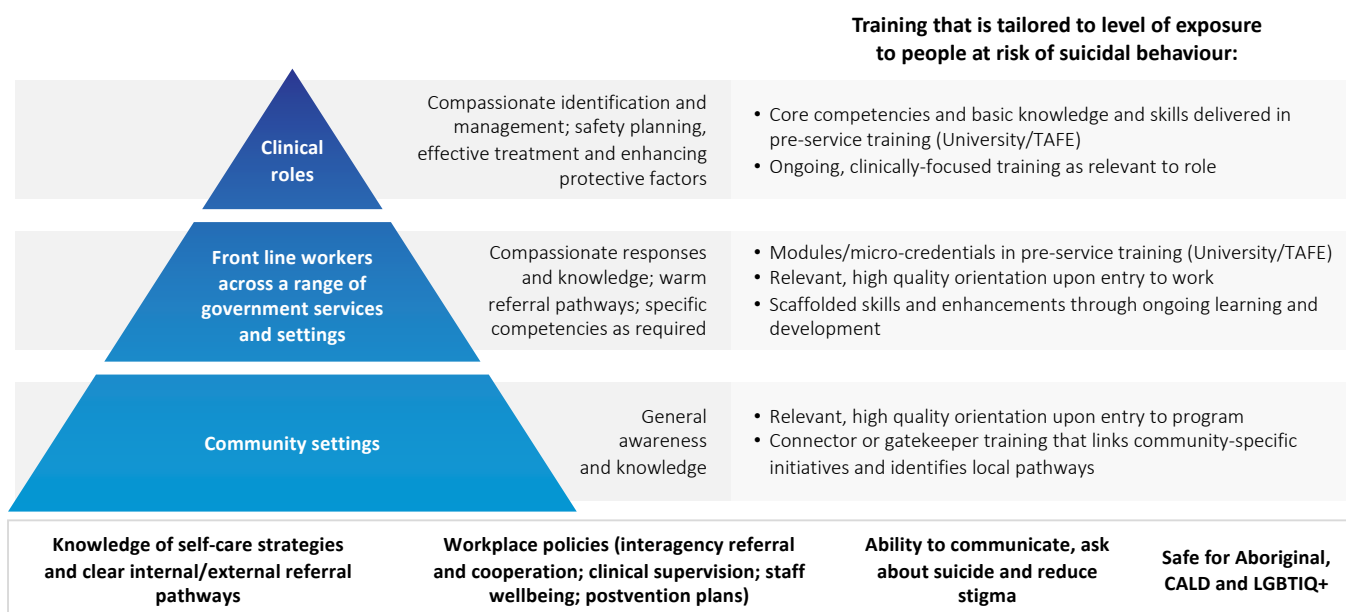 Training that is tailored to level of exposure
to people at risk of suicidal behaviour:
Clinical
roles
Compassionate identification and
management; safety planning,
effective treatment and enhancing
protective factors
• Core competencies and basic knowledge and skills delivered in
pre-service training (University/TAFE)
• Ongoing, clinically-focused training as relevant to role
Front line workers
across a range of
government services
and settings
Compassionate responses
and knowledge; warm
referral pathways; specific
competencies as required
• Modules/micro-credentials in pre-service training (University/TAFE)
• Relevant, high quality orientation upon entry to work
• Scaffolded skills and enhancements through ongoing learning and
development
Community settings
General
awareness
and knowledge
• Relevant, high quality orientation upon entry to program
• Connector or gatekeeper training that links community-specific
initiatives and identifies local pathways
Knowledge of self-care strategies
and clear internal/external referral
pathways
Workplace policies (interagency referral
and cooperation; clinical supervision; staff
wellbeing; postvention plans)
Ability to communicate, ask
about suicide and reduce
stigma
Safe for Aboriginal,
CALD and LGBTIQ+